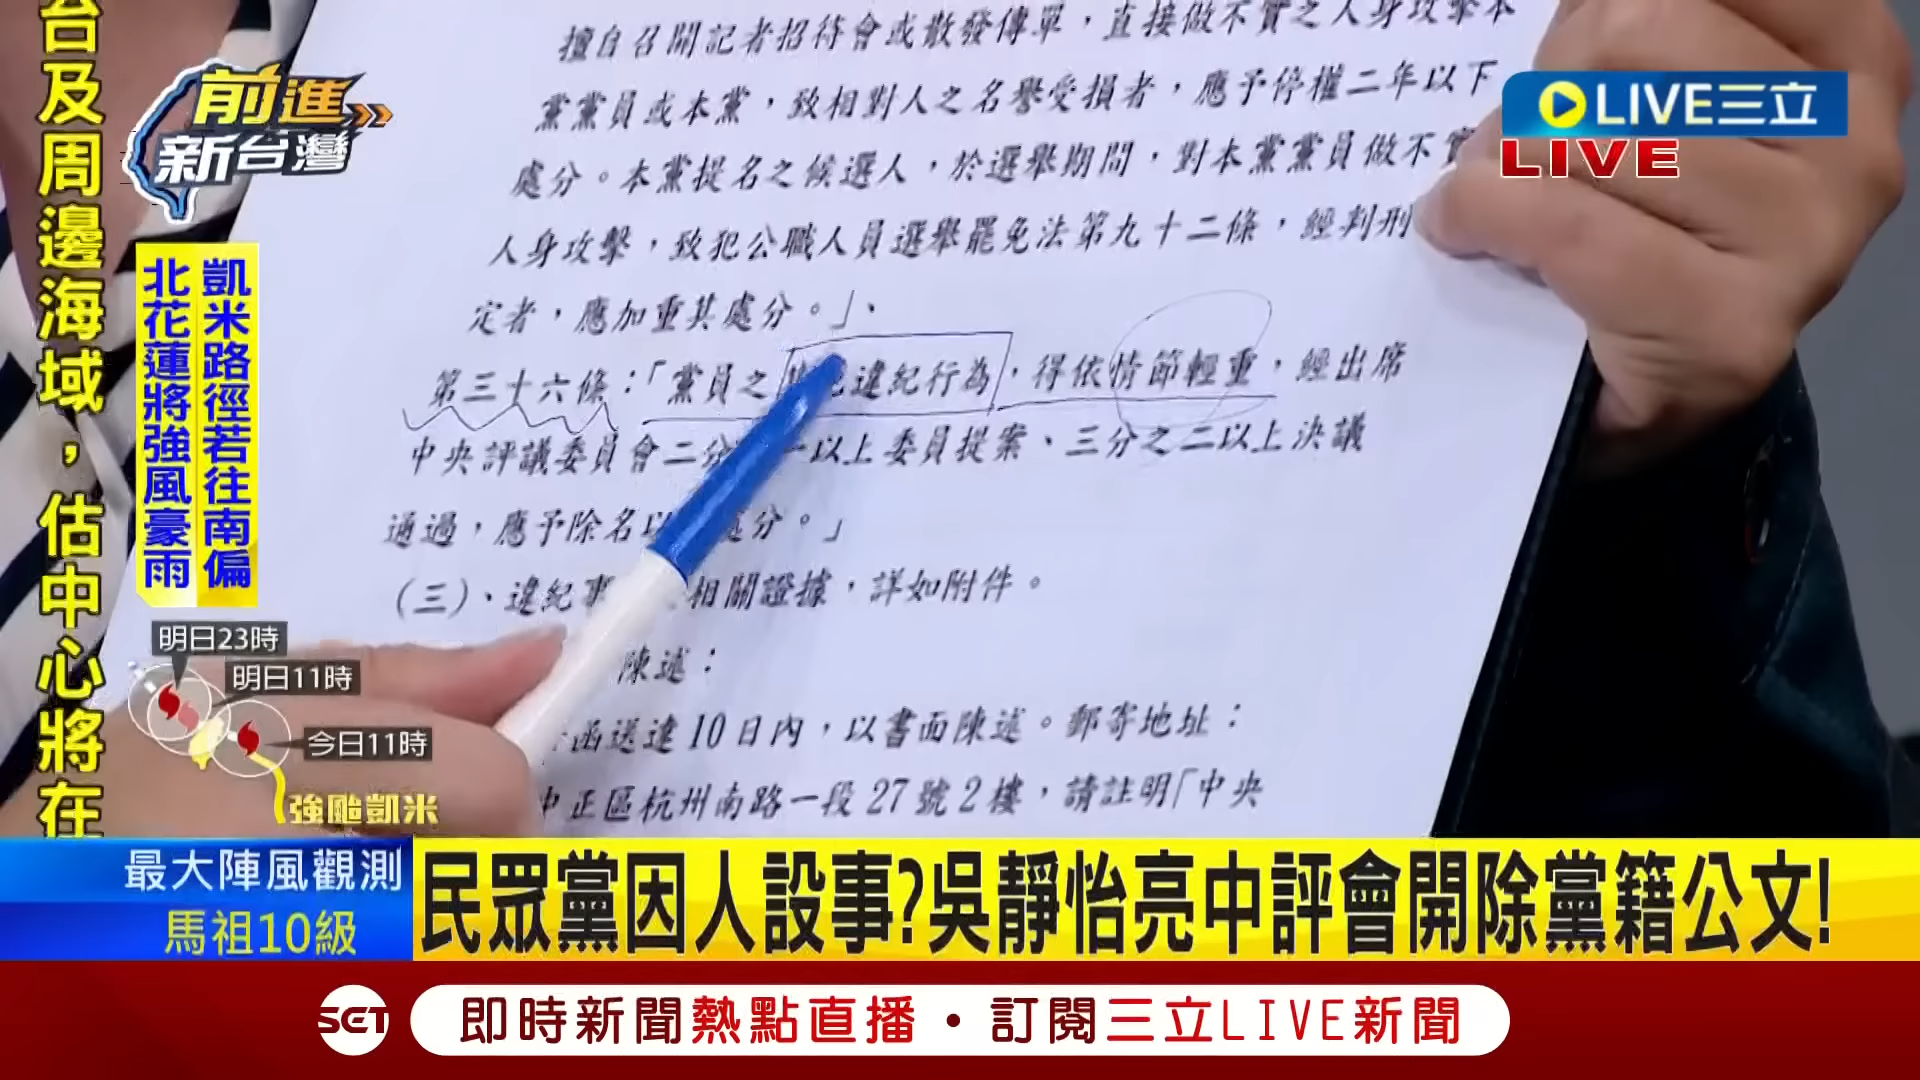 擅自召開記者招待會或散發傳單，直接做不實之人身攻擊本
黨黨員或本黨，致相對人之名譽受損者，應予停權二年以下
處分。本黨提名之候選人，於選舉期間，對本黨黨員做不實
人身攻擊，致犯公職人員選舉罷免法第九十二條，經判刑
定者，應加重其處分。」、
第三十六條：「黨員之 違紀行為，得依情節輕重，經出席
中央評議委員會二分 一以上委員提案、三分之二以上決議
通過，應予除名以 處分。」
(三)、違紀事 相關證據，詳如附件。
陳述：
函送達10日內，以書面陳述。郵寄地址：
中正區杭州南路一段27號2樓，請註明「中央
前進
新台灣
LIVE三立
LIVE
台及周邊海域，估中心將在
凱米路徑若往南偏
北花蓮將強風豪雨
明日23時
明日11時
今日11時
強颱凱米
最大陣風觀測
馬祖10級
民眾黨因人設事?吳靜怡亮中評會開除黨籍公文!
SET
即時新聞熱點直播・訂閱三立LIVE新聞